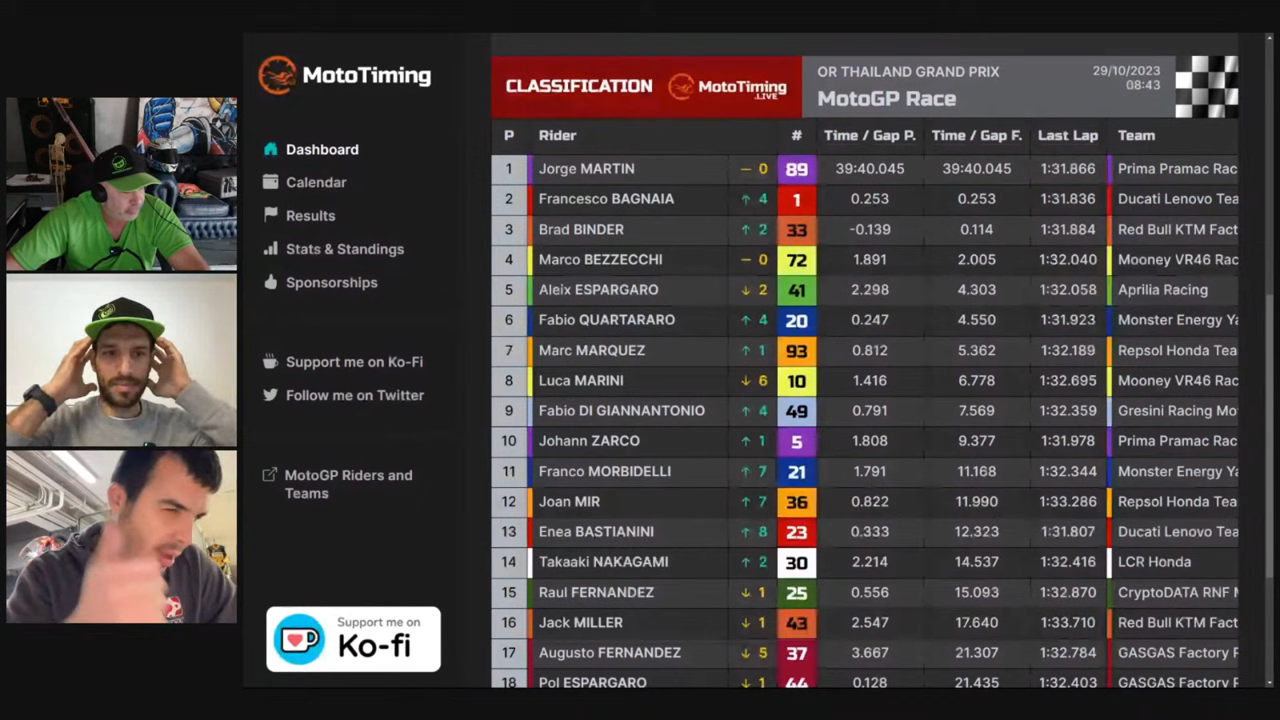 MotoTiming
Dashboard
Calendar
Results
Stats & Standings
Sponsorships
Support me on Ko-Fi
Follow me on Twitter
MotoGP Riders and
Teams
Support me on
Ko-fi
CLASSIFICATION MotoTiming .LIVE OR THAILAND GRAND PRIX 29/10/2023
MotoGP Race 08:43
P Rider # Time / Gap P. Time / Gap F. Last Lap Team
1 Jorge MARTIN – 0 89 39:40.045 39:40.045 1:31.866 Prima Pramac Rac
2 Francesco BAGNAIA ↑ 4 1 0.253 0.253 1:31.836 Ducati Lenovo Tea
3 Brad BINDER ↑ 2 33 -0.139 0.114 1:31.884 Red Bull KTM Fact
4 Marco BEZZECCHI – 0 72 1.891 2.005 1:32.040 Mooney VR46 Rac
5 Aleix ESPARGARO ↓ 2 41 2.298 4.303 1:32.058 Aprilia Racing
6 Fabio QUARTARARO ↑ 4 20 0.247 4.550 1:31.923 Monster Energy Ya
7 Marc MARQUEZ ↑ 1 93 0.812 5.362 1:32.189 Repsol Honda Tea
8 Luca MARINI ↓ 6 10 1.416 6.778 1:32.695 Mooney VR46 Rac
9 Fabio DI GIANNANTONIO ↑ 4 49 0.791 7.569 1:32.359 Gresini Racing Mo
10 Johann ZARCO ↑ 1 5 1.808 9.377 1:31.978 Prima Pramac Rac
11 Franco MORBIDELLI ↑ 7 21 1.791 11.168 1:32.344 Monster Energy Ya
12 Joan MIR ↑ 7 36 0.822 11.990 1:33.286 Repsol Honda Tea
13 Enea BASTIANINI ↑ 8 23 0.333 12.323 1:31.807 Ducati Lenovo Tea
14 Takaaki NAKAGAMI ↑ 2 30 2.214 14.537 1:32.416 LCR Honda
15 Raul FERNANDEZ ↓ 1 25 0.556 15.093 1:32.870 CryptoDATA RNF M
16 Jack MILLER ↓ 1 43 2.547 17.640 1:33.710 Red Bull KTM Fact
17 Augusto FERNANDEZ ↓ 5 37 3.667 21.307 1:32.784 GASGAS Factory R
18 Pol ESPARGARO ↓ 1 44 0.128 21.435 1:32.403 GASGAS Factory R